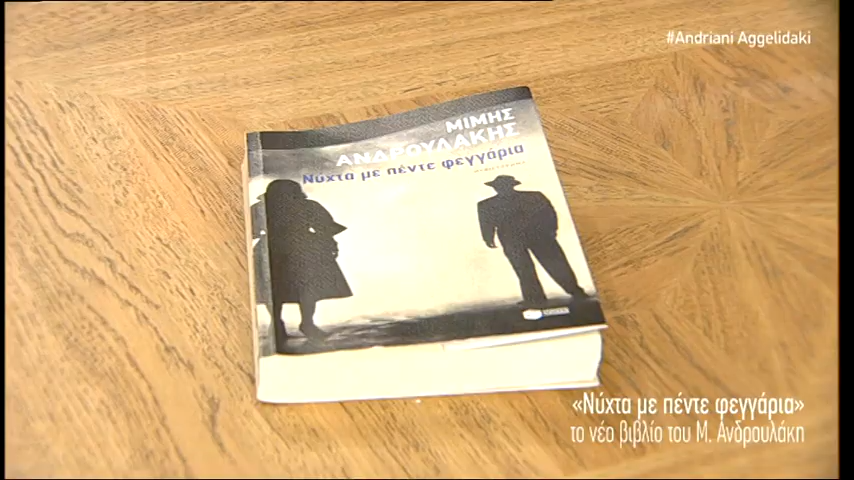 #Andriani Aggelidaki
ΜΙΜΗΣ
ΑΝΔΡΟΥΛΑΚΗΣ
Νύχτα με πέντε φεγγάρια
«Νύχτα με πέντε φεγγάρια»
το νέο βιβλίο του Μ. Ανδρουλάκη